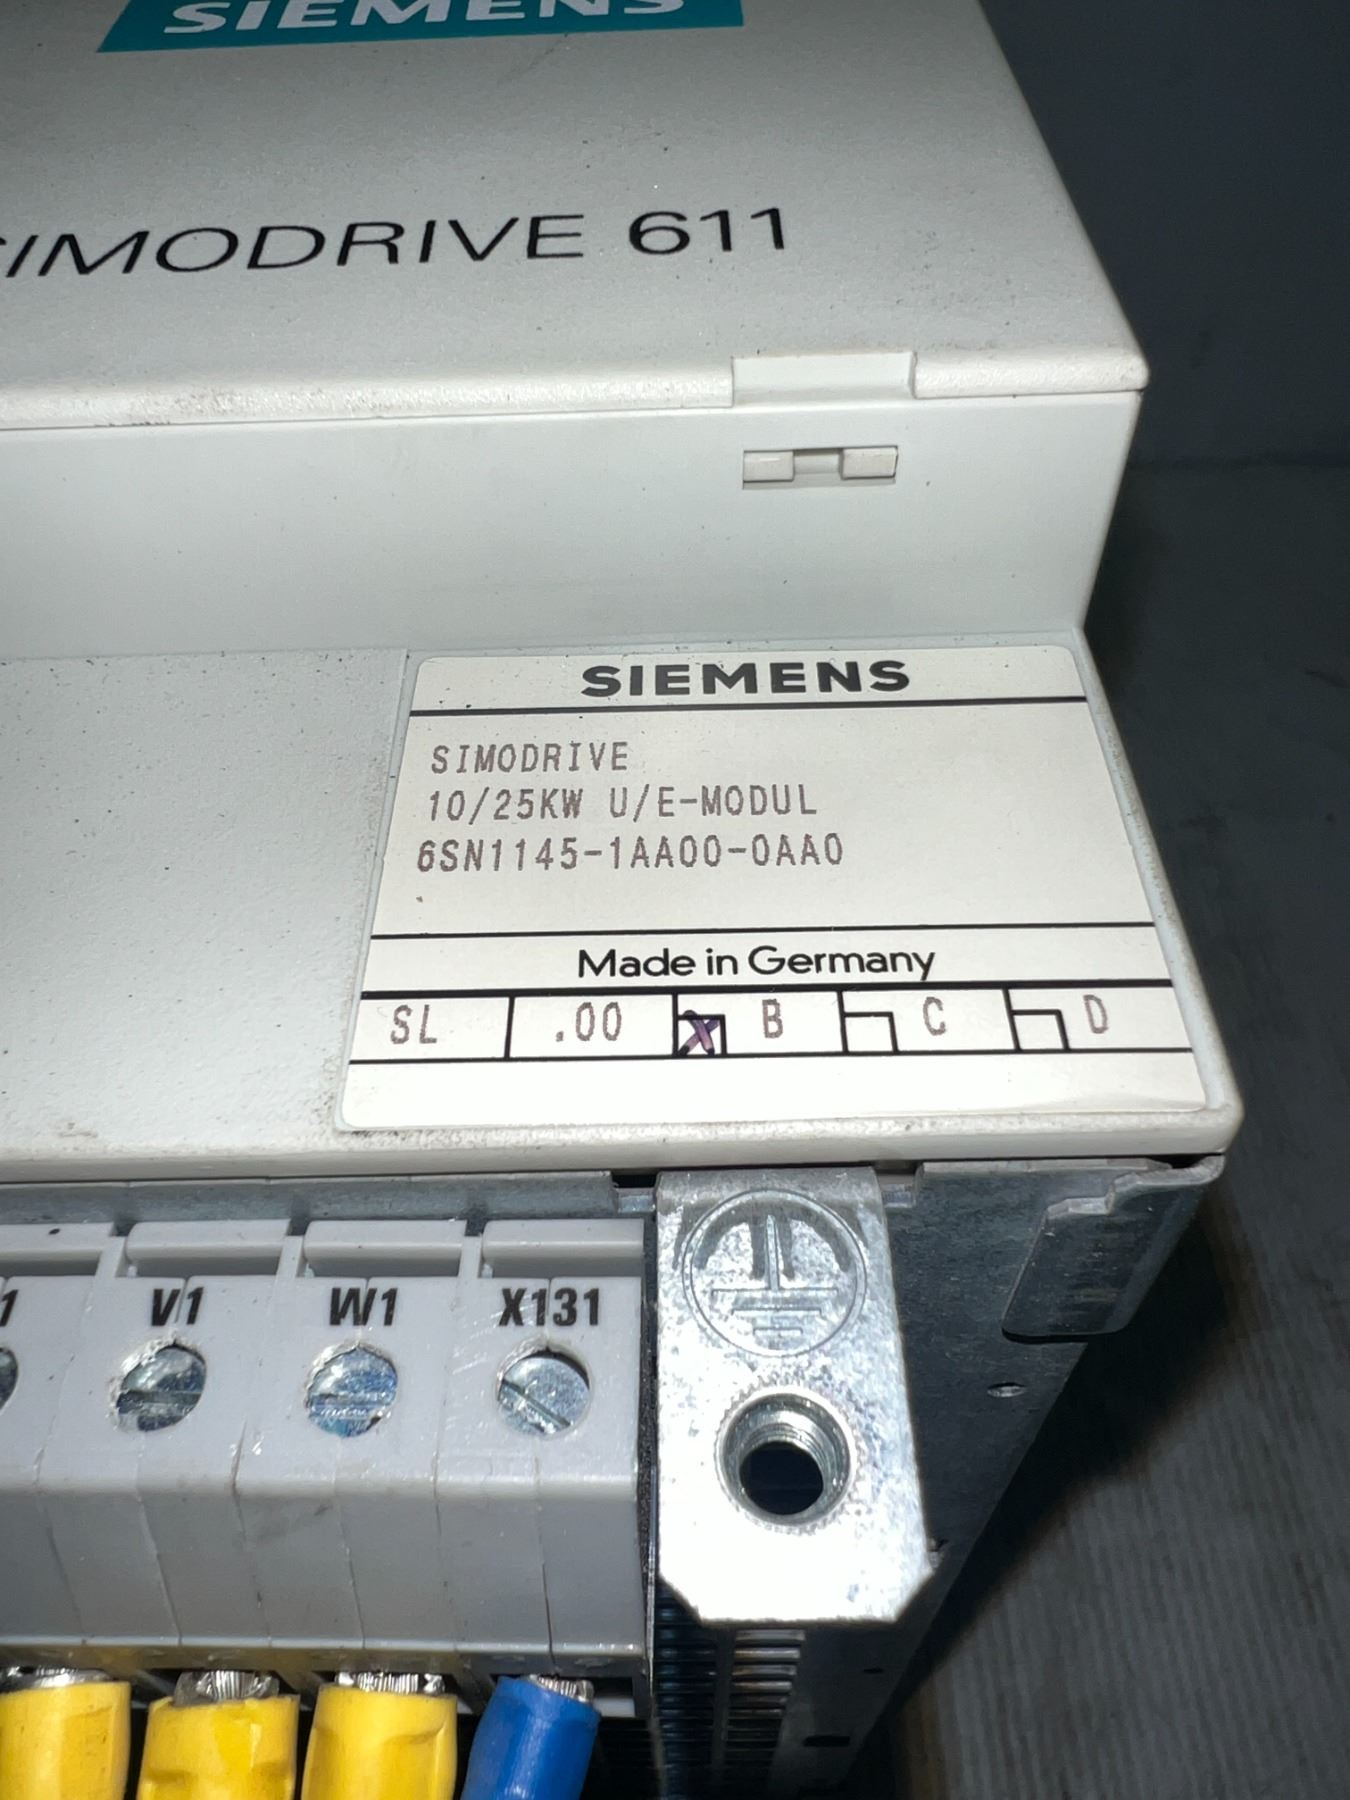 SIEMENS
SIMODRIVE 611
SIEMENS
SIMODRIVE
10/25KW U/E-MODUL
6SN1145-1AA00-0AA0
Made in Germany
SL .00 X B C D
1 V1 W1 X131